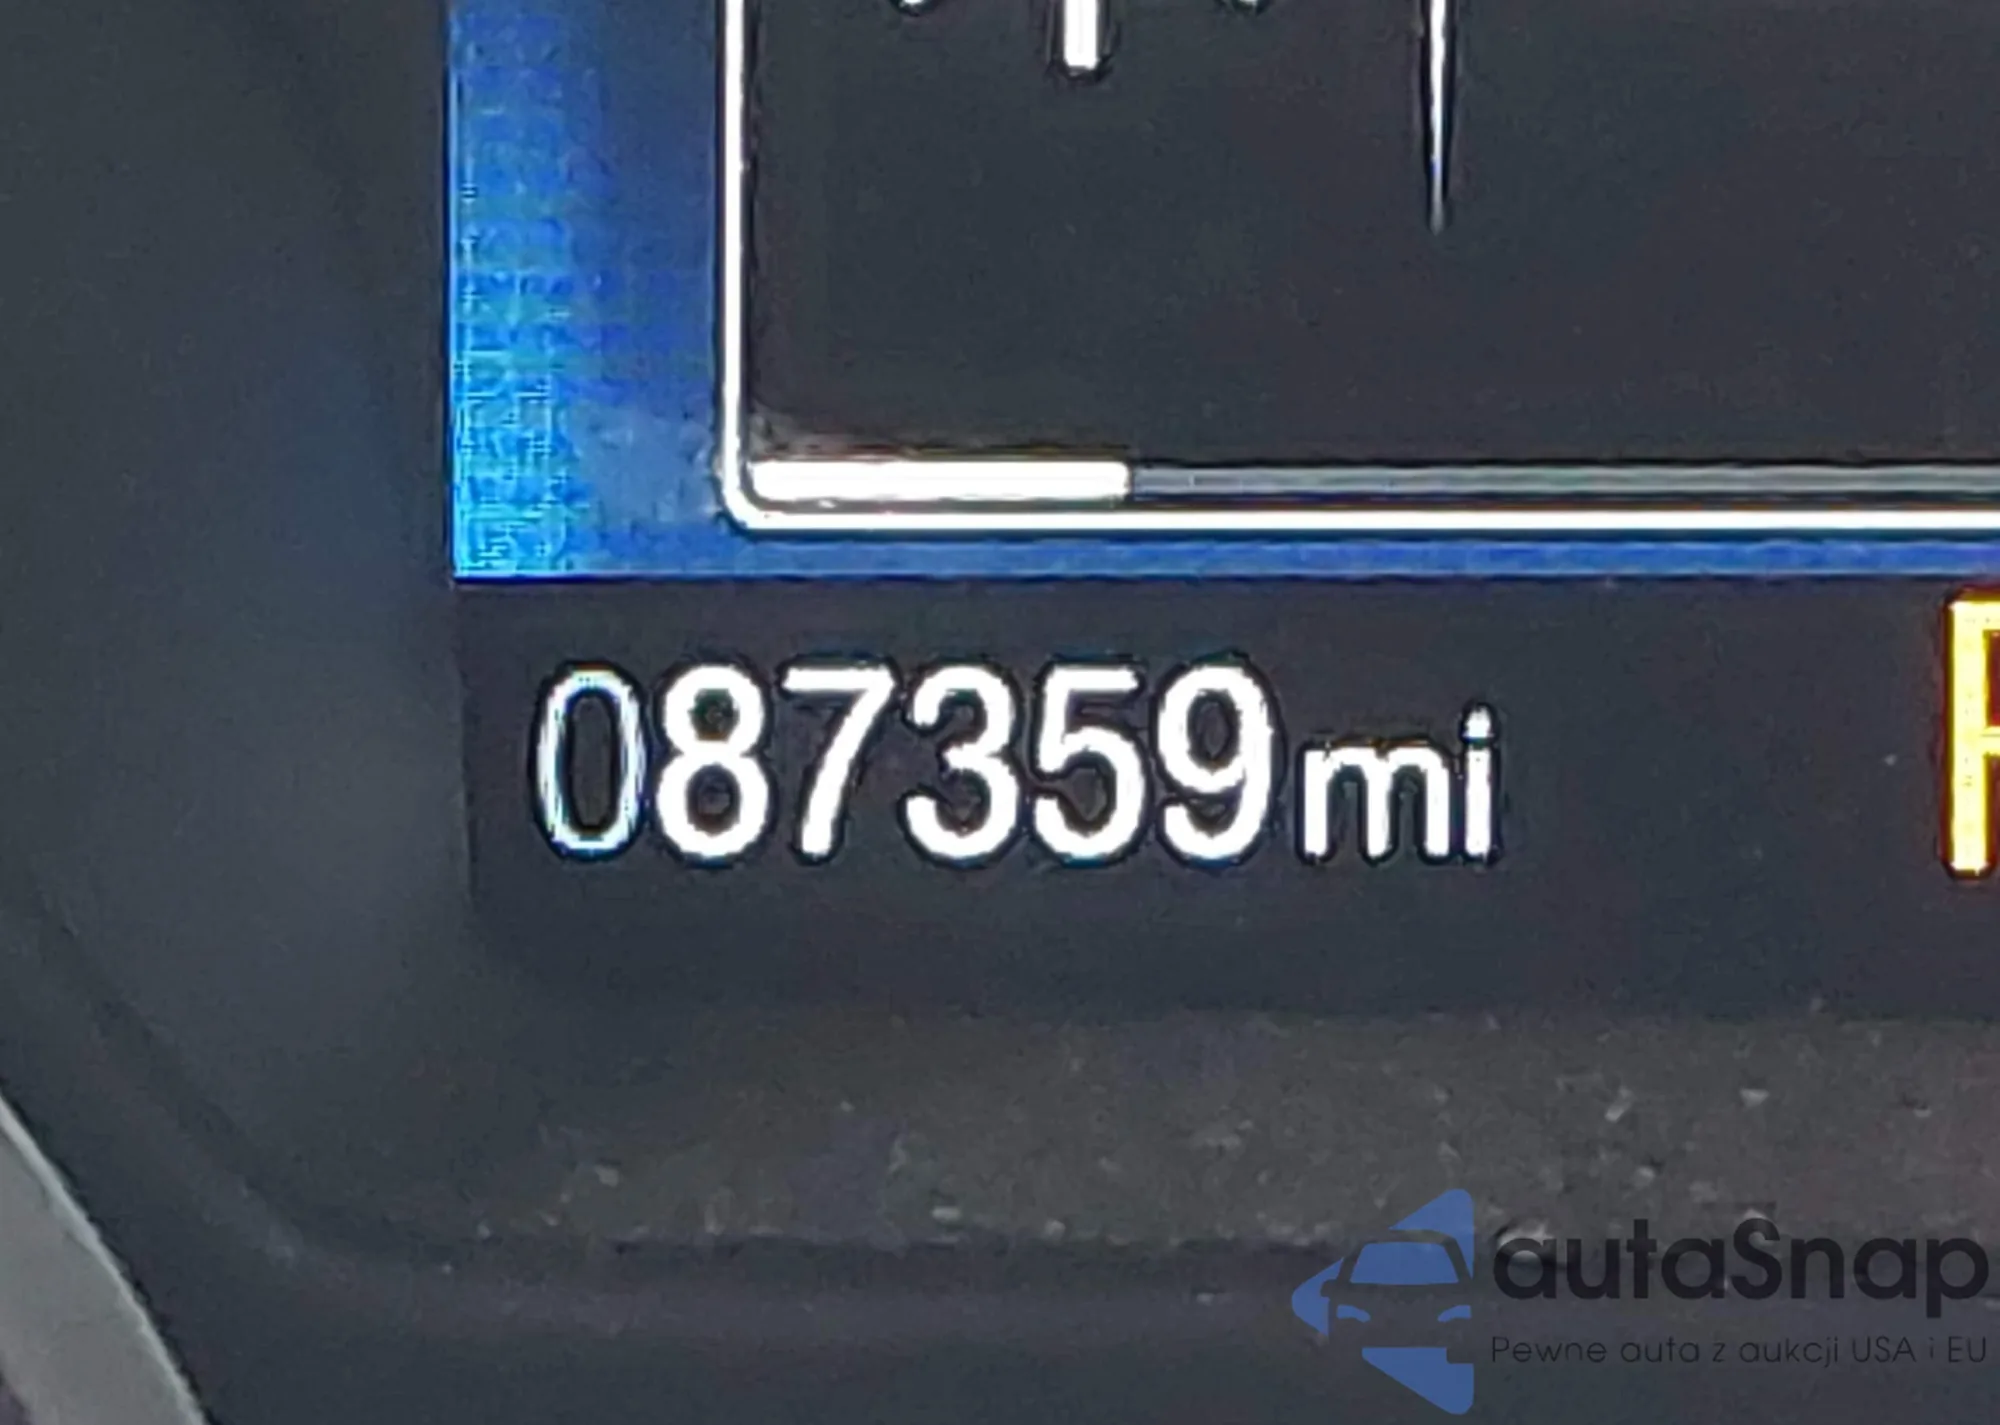 087359mi
autaSnap
Pewne auta z aukcji USA i EU